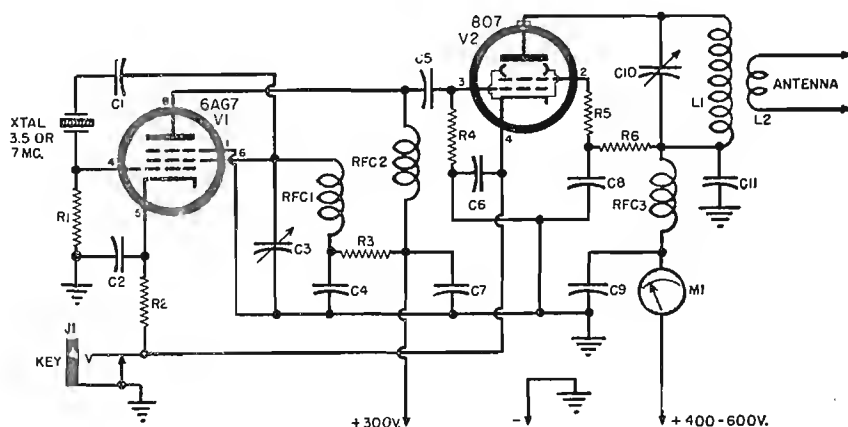 807
V2
C5
C10
L1
L2
ANTENNA
C1
8
6AG7
V1
3
2
4
R5
R6
R4
XTAL
3.5 OR
7 MC.
4
1
6
5
RFC1
RFC2
C6
C8
C11
RFC3
R1
C2
C3
R3
C4
C7
C9
M1
R2
J1
KEY
+300V.
-
+400-600V.